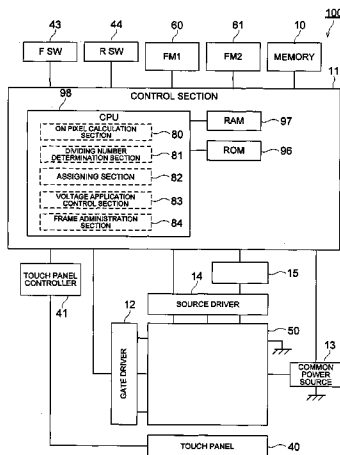 100
43
44
60
61
10
F SW
R SW
FM1
FM2
MEMORY
11
CONTROL SECTION
98
CPU
ON PIXEL CALCULATION
SECTION
80
DIVIDING NUMBER
DETERMINATION SECTION
81
ASSIGNING SECTION
82
VOLTAGE APPLICATION
CONTROL SECTION
83
FRAME ADMINISTRATION
SECTION
84
RAM
97
ROM
96
TOUCH PANEL
CONTROLLER
41
14
15
SOURCE DRIVER
12
GATE DRIVER
50
13
COMMON
POWER
SOURCE
TOUCH PANEL
40